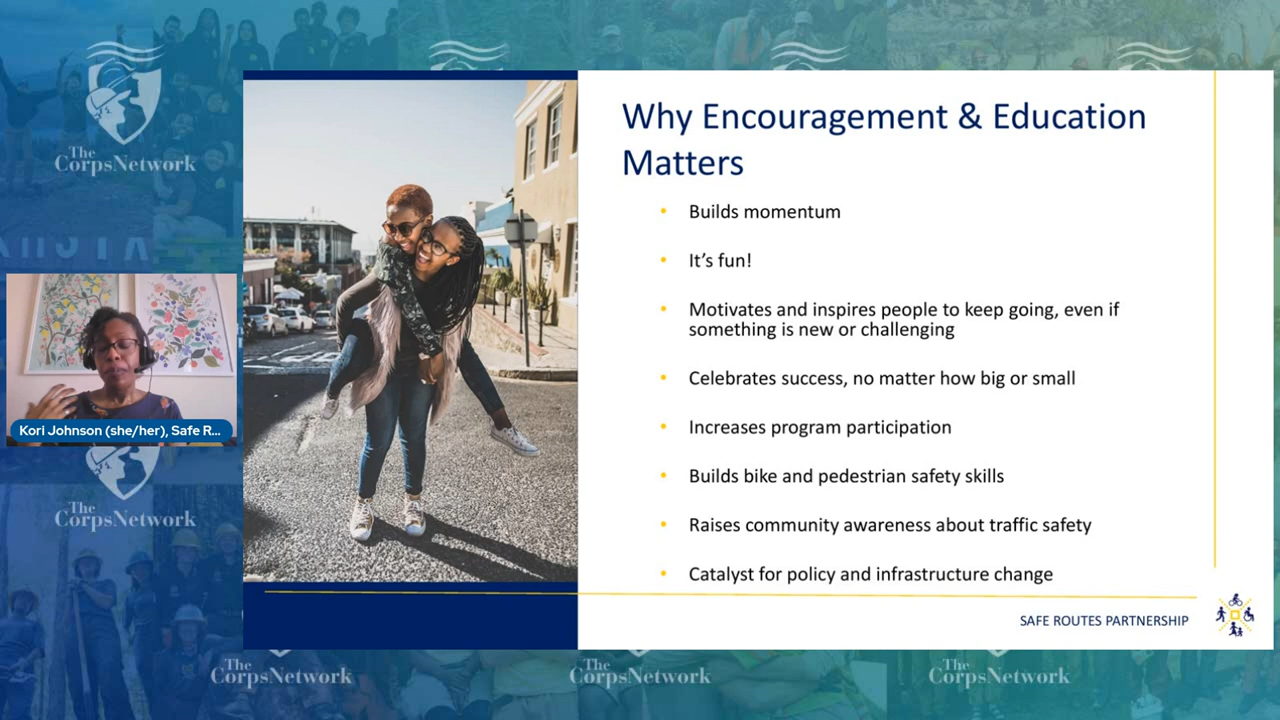 The
CorpsNetwork
Why Encouragement & Education
Matters
• Builds momentum
• It's fun!
• Motivates and inspires people to keep going, even if
something is new or challenging
• Celebrates success, no matter how big or small
• Increases program participation
• Builds bike and pedestrian safety skills
• Raises community awareness about traffic safety
• Catalyst for policy and infrastructure change
SAFE ROUTES PARTNERSHIP
Kori Johnson (she/her), Safe R...
The
CorpsNetwork
The
CorpsNetwork
The
CorpsNetwork
The
CorpsNetwork